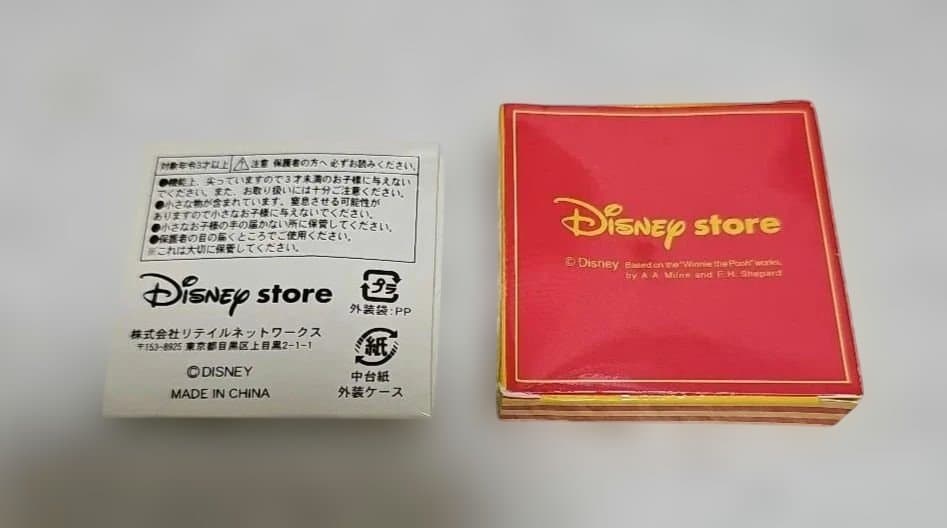 対象年令3才以上 ⚠ 注意 保護者の方へ必ずお読みください。
●機能上、尖っていますので3才未満のお子様に与えない
でください。また、お取り扱いには十分ご注意ください。
●小さな物が含まれています。窒息させる可能性が
ありますので小さなお子様に与えないでください。
●小さなお子様の手の届かない所に保管してください。
●保護者の目の届くところでご使用ください。
※これは大切に保管してください。
Disney store
プラ
外装袋:PP
株式会社リテイルネットワークス
〒153-8925 東京都目黒区上目黒2-1-1
紙
中台紙
外装ケース
©DISNEY
MADE IN CHINA
Disney store
© Disney Based on the "Winnie the Pooh" works,
by A.A. Milne and E.H. Shepard